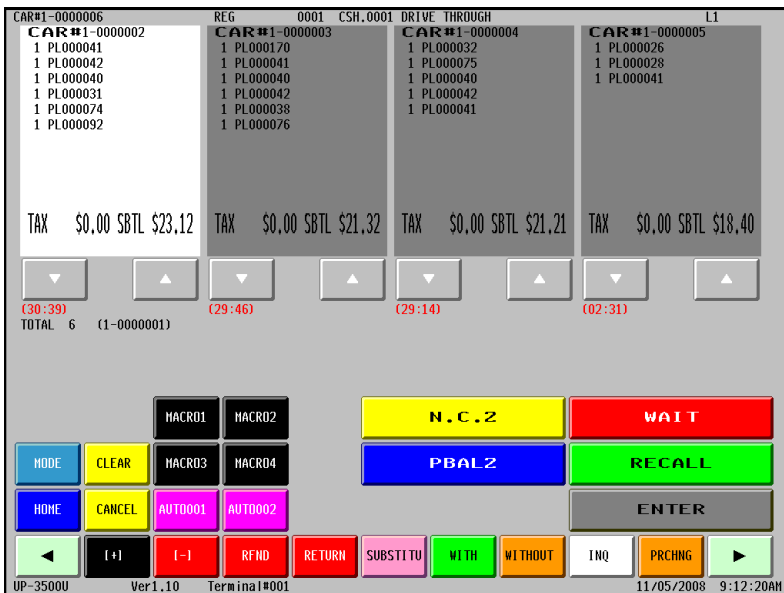 CAR#1-0000006 REG 0001 CSH.0001 DRIVE THROUGH L1
CAR#1-0000002
1 PL000041
1 PL000042
1 PL000040
1 PL000031
1 PL000074
1 PL000092
TAX $0.00 SBTL $23.12
CAR#1-0000003
1 PL000170
1 PL000041
1 PL000040
1 PL000042
1 PL000038
1 PL000076
TAX $0.00 SBTL $21.32
CAR#1-0000004
1 PL000032
1 PL000075
1 PL000040
1 PL000042
1 PL000041
TAX $0.00 SBTL $21.21
CAR#1-0000005
1 PL000026
1 PL000028
1 PL000041
TAX $0.00 SBTL $18.40
(30:39) (29:46) (29:14) (02:31)
TOTAL 6 (1-0000001)
MACRO1 MACRO2 N.C.2 WAIT
MODE CLEAR MACRO3 MACRO4 PBAL2 RECALL
HOME CANCEL AUTO001 AUTO002 ENTER
[+] [-] RFND RETURN SUBSTITU WITH WITHOUT INQ PRCHNG
UP-3500U Ver1.10 Terminal#001 11/05/2008 9:12:20AM